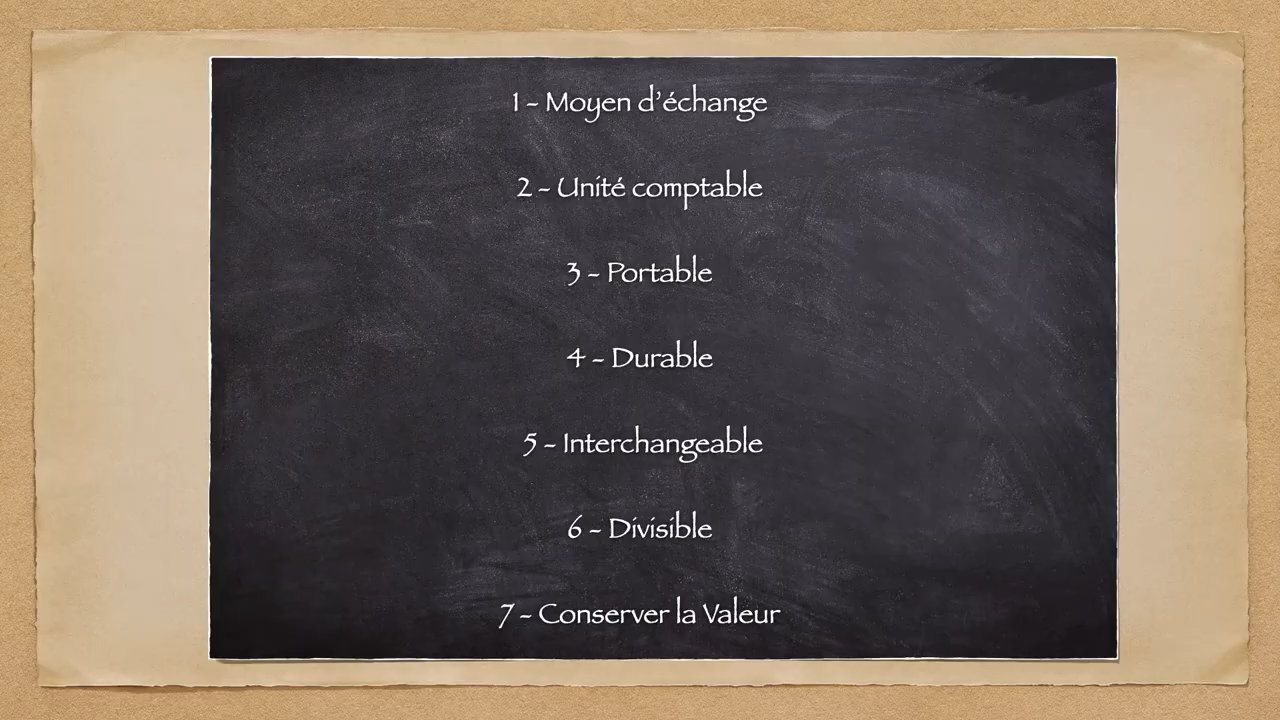 1 - Moyen d’échange
2 - Unité comptable
3 - Portable
4 - Durable
5 - Interchangeable
6 - Divisible
7 - Conserver la Valeur